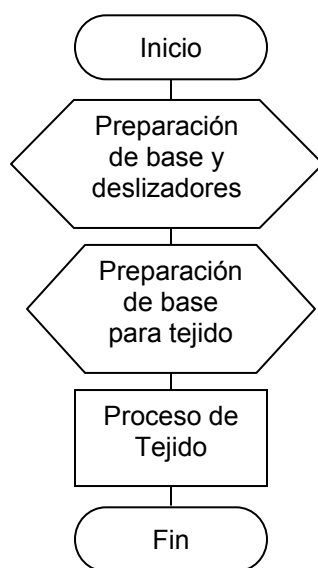 Inicio
Preparación
de base y
deslizadores
Preparación
de base
para tejido
Proceso de
Tejido
Fin